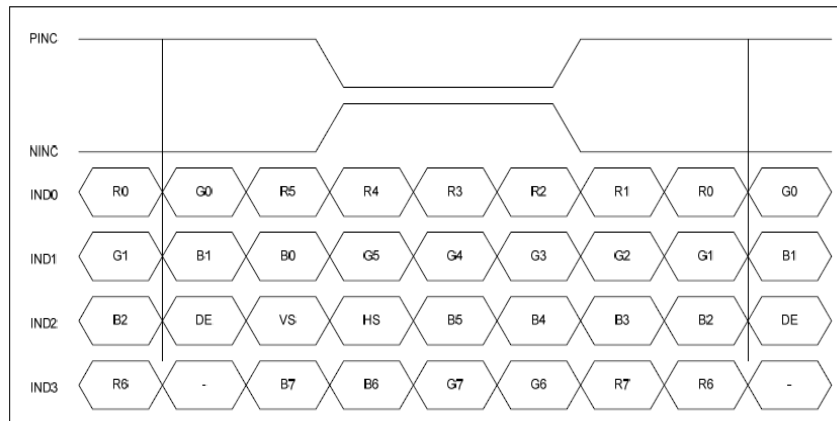 PINC
NINC
IND0 R0 G0 R5 R4 R3 R2 R1 R0 G0
IND1 G1 B1 B0 G5 G4 G3 G2 G1 B1
IND2 B2 DE VS HS B5 B4 B3 B2 DE
IND3 R6 - B7 B6 G7 G6 R7 R6 -